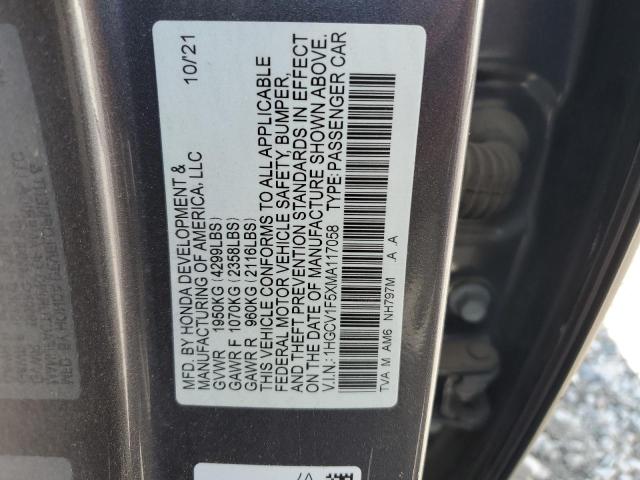 MFD. BY HONDA DEVELOPMENT & 10/21
MANUFACTURING OF AMERICA, LLC
GVWR 1950KG (4299LBS)
GAWR F 1070KG (2358LBS)
GAWR R 960KG (2116LBS)
THIS VEHICLE CONFORMS TO ALL APPLICABLE
FEDERAL MOTOR VEHICLE SAFETY, BUMPER,
AND THEFT PREVENTION STANDARDS IN EFFECT
ON THE DATE OF MANUFACTURE SHOWN ABOVE.
V.I.N.: 1HGCV1F5XMA117058 TYPE: PASSENGER CAR
TVA M AM6 NH797M A A